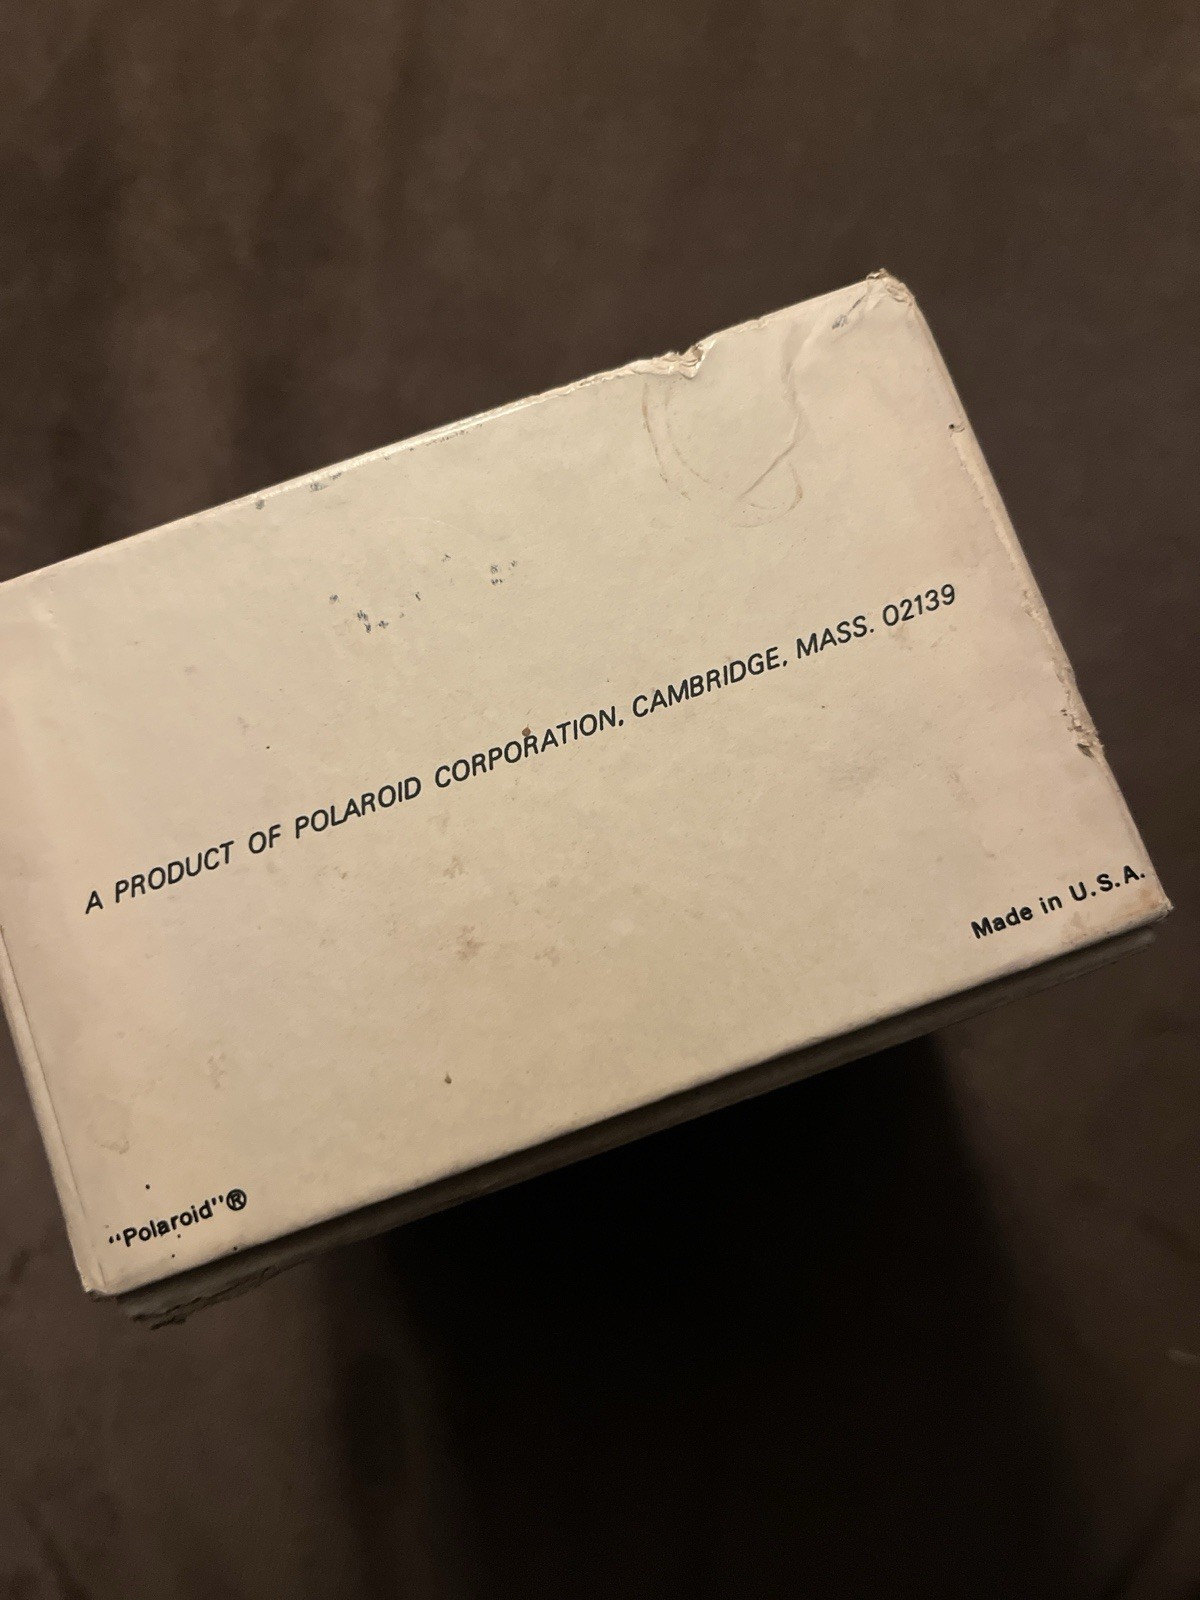 A PRODUCT OF POLAROID CORPORATION, CAMBRIDGE, MASS. 02139
Made in U.S.A.
"Polaroid"®